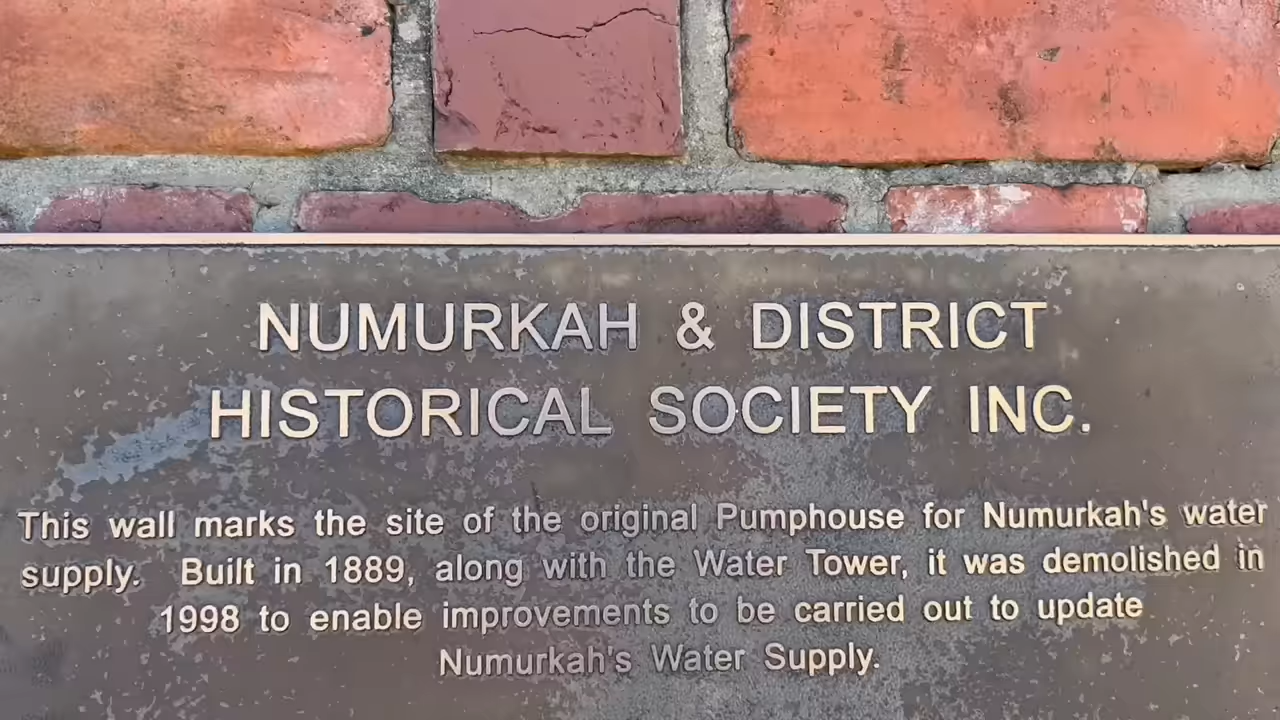 NUMURKAH & DISTRICT
HISTORICAL SOCIETY INC.
This wall marks the site of the original Pumphouse for Numurkah's water
supply. Built in 1889, along with the Water Tower, it was demolished in
1998 to enable improvements to be carried out to update
Numurkah's Water Supply.